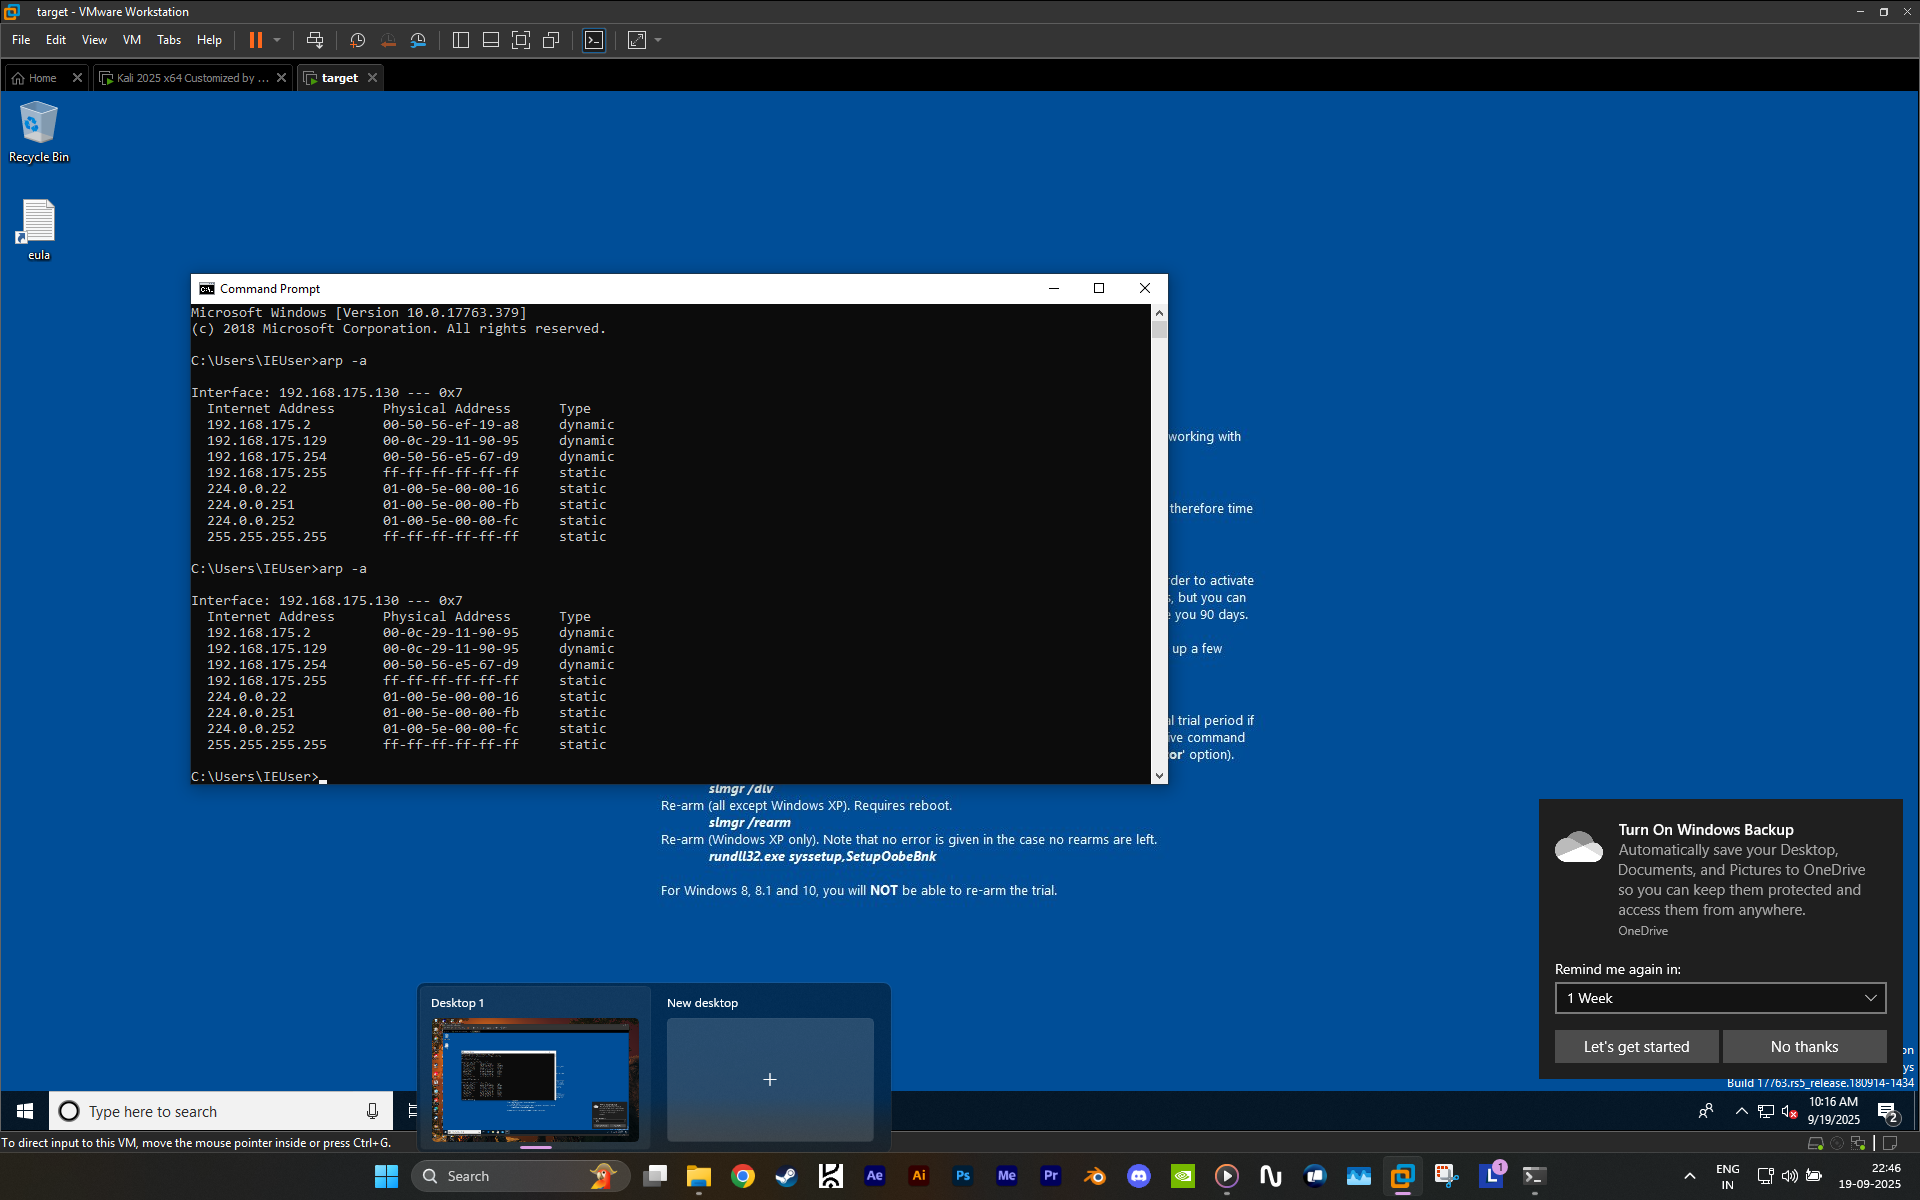 target - VMware Workstation
File Edit View VM Tabs Help
Home
Kali 2025 x64 Customized by ...
target
Recycle Bin
eula
Command Prompt
Microsoft Windows [Version 10.0.17763.379]
(c) 2018 Microsoft Corporation. All rights reserved.
C:\Users\IEUser>arp -a
Interface: 192.168.175.130 --- 0x7
Internet Address Physical Address Type
192.168.175.2 00-50-56-ef-19-a8 dynamic
192.168.175.129 00-0c-29-11-90-95 dynamic
192.168.175.254 00-50-56-e5-67-d9 dynamic
192.168.175.255 ff-ff-ff-ff-ff-ff static
224.0.0.22 01-00-5e-00-00-16 static
224.0.0.251 01-00-5e-00-00-fb static
224.0.0.252 01-00-5e-00-00-fc static
255.255.255.255 ff-ff-ff-ff-ff-ff static
C:\Users\IEUser>arp -a
Interface: 192.168.175.130 --- 0x7
Internet Address Physical Address Type
192.168.175.2 00-0c-29-11-90-95 dynamic
192.168.175.129 00-0c-29-11-90-95 dynamic
192.168.175.254 00-50-56-e5-67-d9 dynamic
192.168.175.255 ff-ff-ff-ff-ff-ff static
224.0.0.22 01-00-5e-00-00-16 static
224.0.0.251 01-00-5e-00-00-fb static
224.0.0.252 01-00-5e-00-00-fc static
255.255.255.255 ff-ff-ff-ff-ff-ff static
C:\Users\IEUser>
working with
therefore time
rder to activate
s, but you can
e you 90 days.
up a few
al trial period if
ive command
or' option).
slmgr /dlv
Re-arm (all except Windows XP). Requires reboot.
slmgr /rearm
Re-arm (Windows XP only). Note that no error is given in the case no rearms are left.
rundll32.exe syssetup,SetupOobeBnk
For Windows 8, 8.1 and 10, you will NOT be able to re-arm the trial.
Turn On Windows Backup
Automatically save your Desktop,
Documents, and Pictures to OneDrive
so you can keep them protected and
access them from anywhere.
OneDrive
Remind me again in:
1 Week
Let's get started
No thanks
on
ys
Build 17763.rs5_release.180914-1434
Desktop 1
New desktop
Type here to search
10:16 AM
9/19/2025
2
To direct input to this VM, move the mouse pointer inside or press Ctrl+G.
Search
Ae
Ai
Ps
Me
Pr
L
1
ENG
IN
22:46
19-09-2025